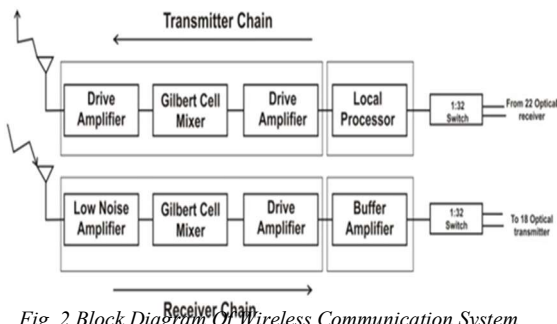 Transmitter Chain
Drive
Amplifier
Gilbert Cell
Mixer
Drive
Amplifier
Local
Processor
1:32
Switch
From 22 Optical
receiver
Low Noise
Amplifier
Gilbert Cell
Mixer
Drive
Amplifier
Buffer
Amplifier
1:32
Switch
To 18 Optical
transmitter
Receiver Chain
Fig. 2 Block Diagram Of Wireless Communication System